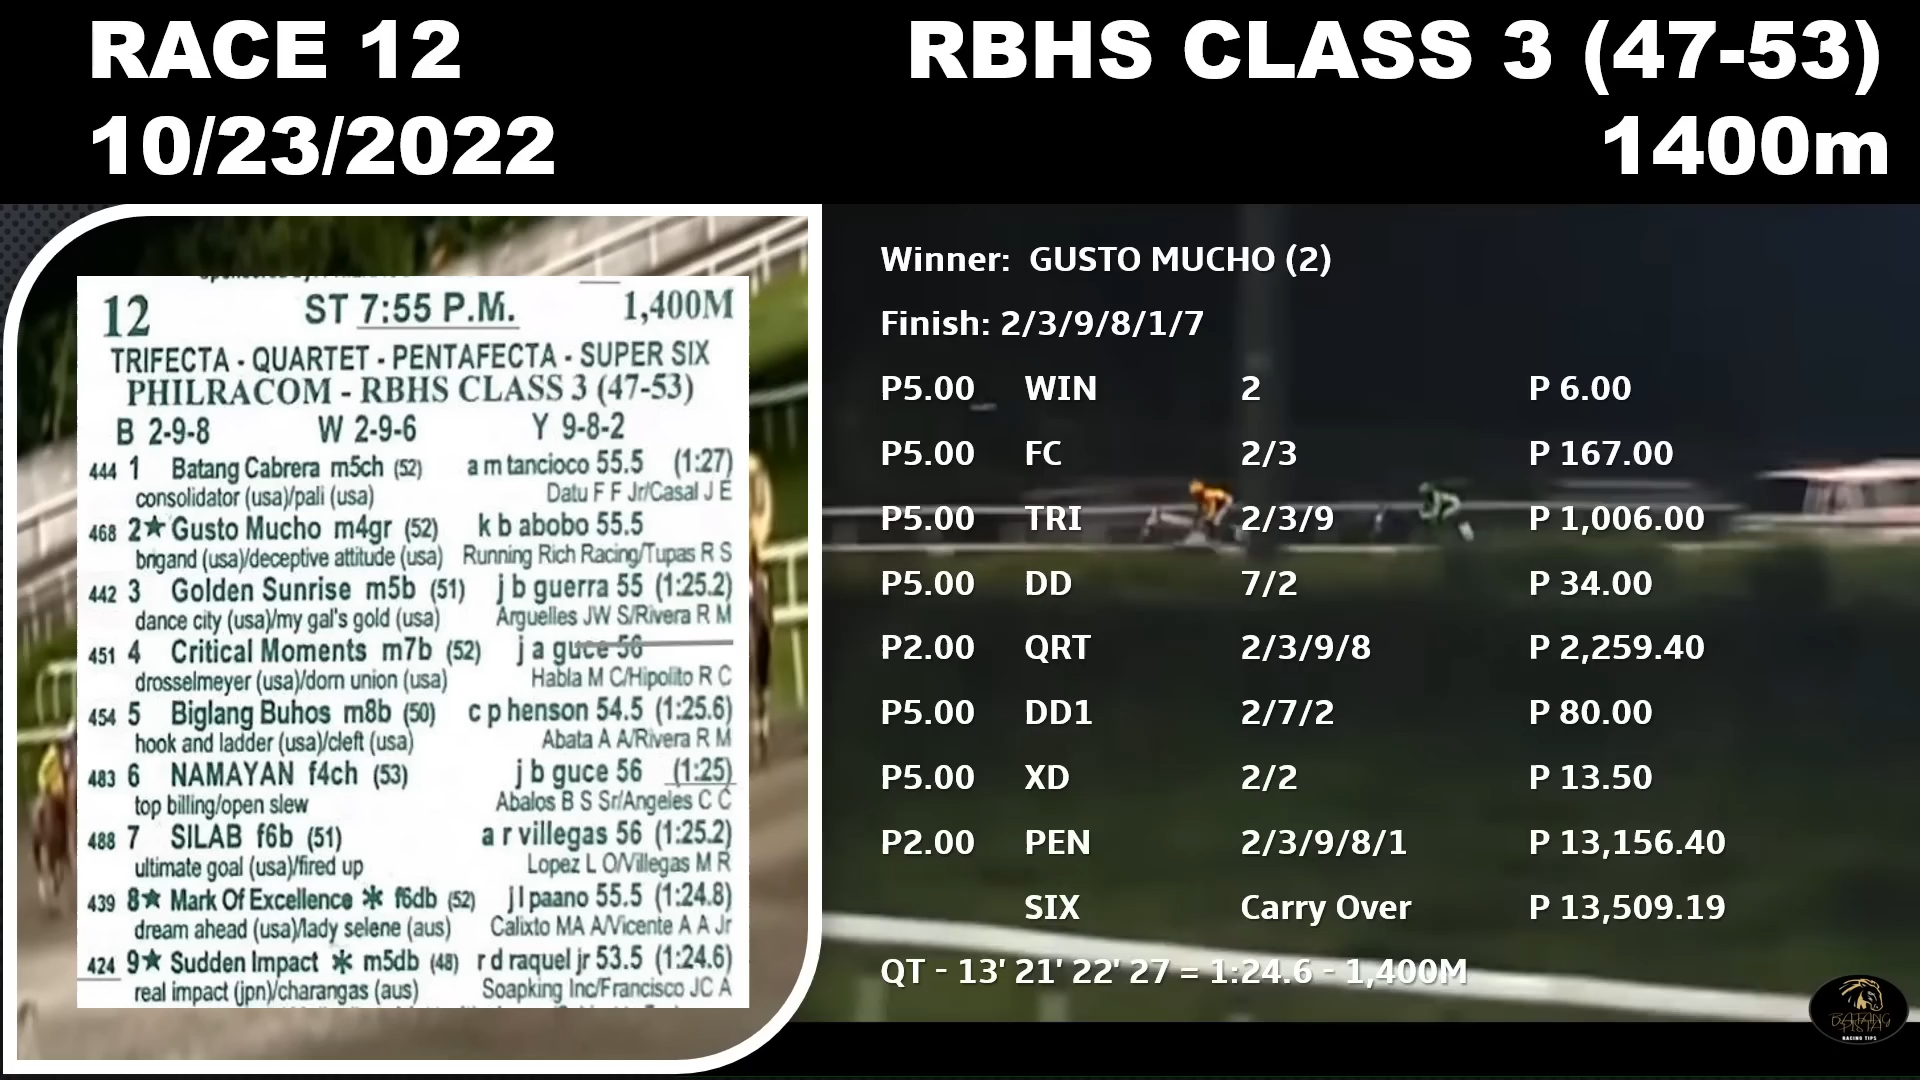 RACE 12
10/23/2022
RBHS CLASS 3 (47-53)
1400m
12 ST 7:55 P.M. 1,400M
TRIFECTA - QUARTET - PENTAFECTA - SUPER SIX
PHILRACOM - RBHS CLASS 3 (47-53)
B 2-9-8 W 2-9-6 Y 9-8-2
444 1 Batang Cabrera m5ch (52) a m tancioco 55.5 (1:27)
consolidator (usa)/pali (usa) Datu F F Jr/Casal J E
468 2★ Gusto Mucho m4gr (52) k b abobo 55.5
brigand (usa)/deceptive attitude (usa) Running Rich Racing/Tupas R S
442 3 Golden Sunrise m5b (51) j b guerra 55 (1:25.2)
dance city (usa)/my gal's gold (usa) Arguelles JW S/Rivera R M
451 4 Critical Moments m7b (52) j a guce 56
drosselmeyer (usa)/dorn union (usa) Habla M C/Hipolito R C
454 5 Biglang Buhos m8b (50) c p henson 54.5 (1:25.6)
hook and ladder (usa)/cleft (usa) Abata A A/Rivera R M
483 6 NAMAYAN f4ch (53) j b guce 56 (1:25)
top billing/open slew Abalos B S Sr/Angeles C C
488 7 SILAB f6b (51) a r villegas 56 (1:25.2)
ultimate goal (usa)/fired up Lopez L O/Villegas M R
439 8★ Mark Of Excellence * f6db (52) j l paano 55.5 (1:24.8)
dream ahead (usa)/lady selene (aus) Calixto MA A/Vicente A A Jr
424 9★ Sudden Impact * m5db (48) r d raquel jr 53.5 (1:24.6)
real impact (jpn)/charangas (aus) Soapking Inc/Francisco JC A
Winner: GUSTO MUCHO (2)
Finish: 2/3/9/8/1/7
P5.00 WIN 2 P 6.00
P5.00 FC 2/3 P 167.00
P5.00 TRI 2/3/9 P 1,006.00
P5.00 DD 7/2 P 34.00
P2.00 QRT 2/3/9/8 P 2,259.40
P5.00 DD1 2/7/2 P 80.00
P5.00 XD 2/2 P 13.50
P2.00 PEN 2/3/9/8/1 P 13,156.40
SIX Carry Over P 13,509.19
QT - 13' 21' 22' 27 = 1:24.6 - 1,400M
BATANG
PISTA
RACING TIPS